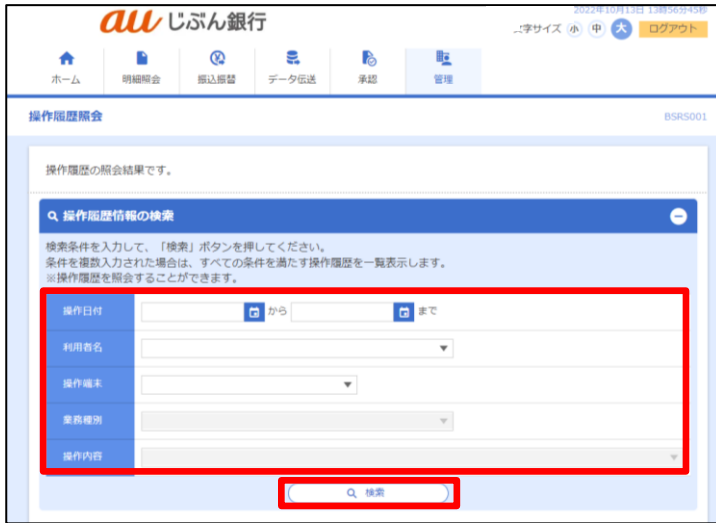 2022年10月13日 13時56分45秒
au じぶん銀行
文字サイズ 小 中 大 ログアウト
ホーム 明細照会 振込振替 データ伝送 承認 管理
操作履歴照会 BSRS001
操作履歴の照会結果です。
操作履歴情報の検索
検索条件を入力して、「検索」ボタンを押してください。
条件を複数入力された場合は、すべての条件を満たす操作履歴を一覧表示します。
※操作履歴を照会することができます。
操作日付 から まで
利用者名
操作端末
業務種別
操作内容
検索